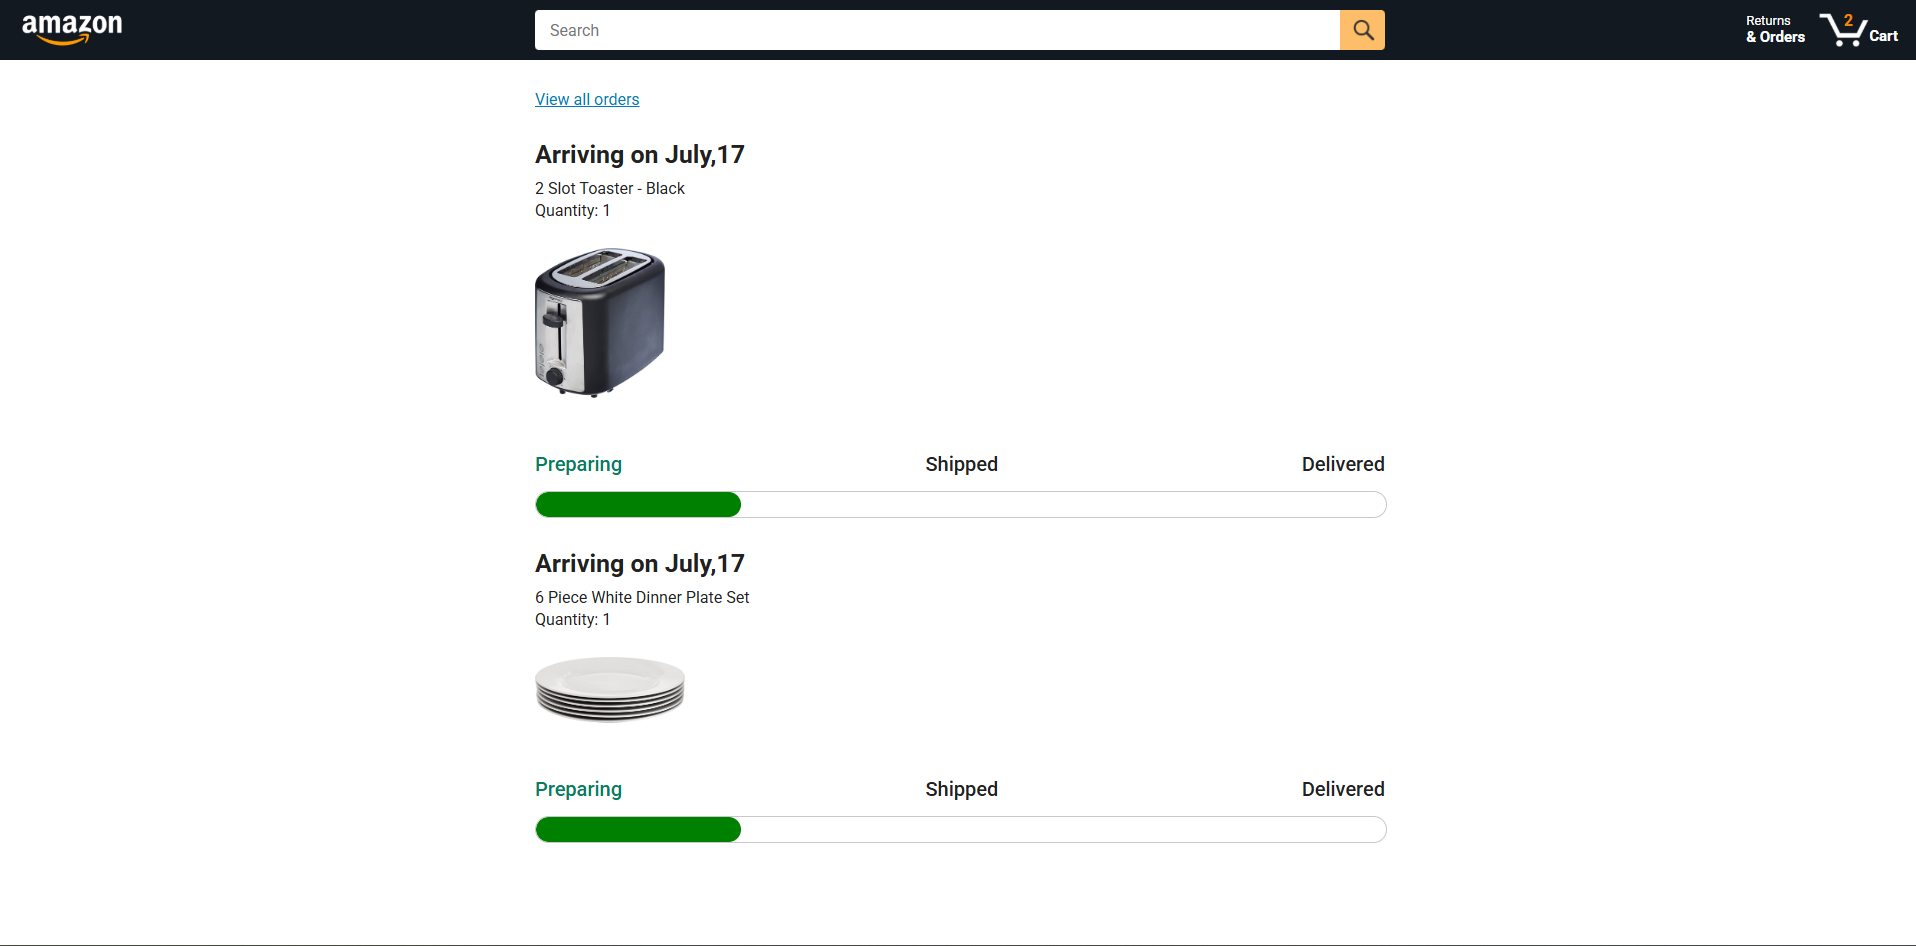 amazon
Search
Returns
& Orders
2
Cart
View all orders
Arriving on July,17
2 Slot Toaster - Black
Quantity: 1
Preparing Shipped Delivered
Arriving on July,17
6 Piece White Dinner Plate Set
Quantity: 1
Preparing Shipped Delivered